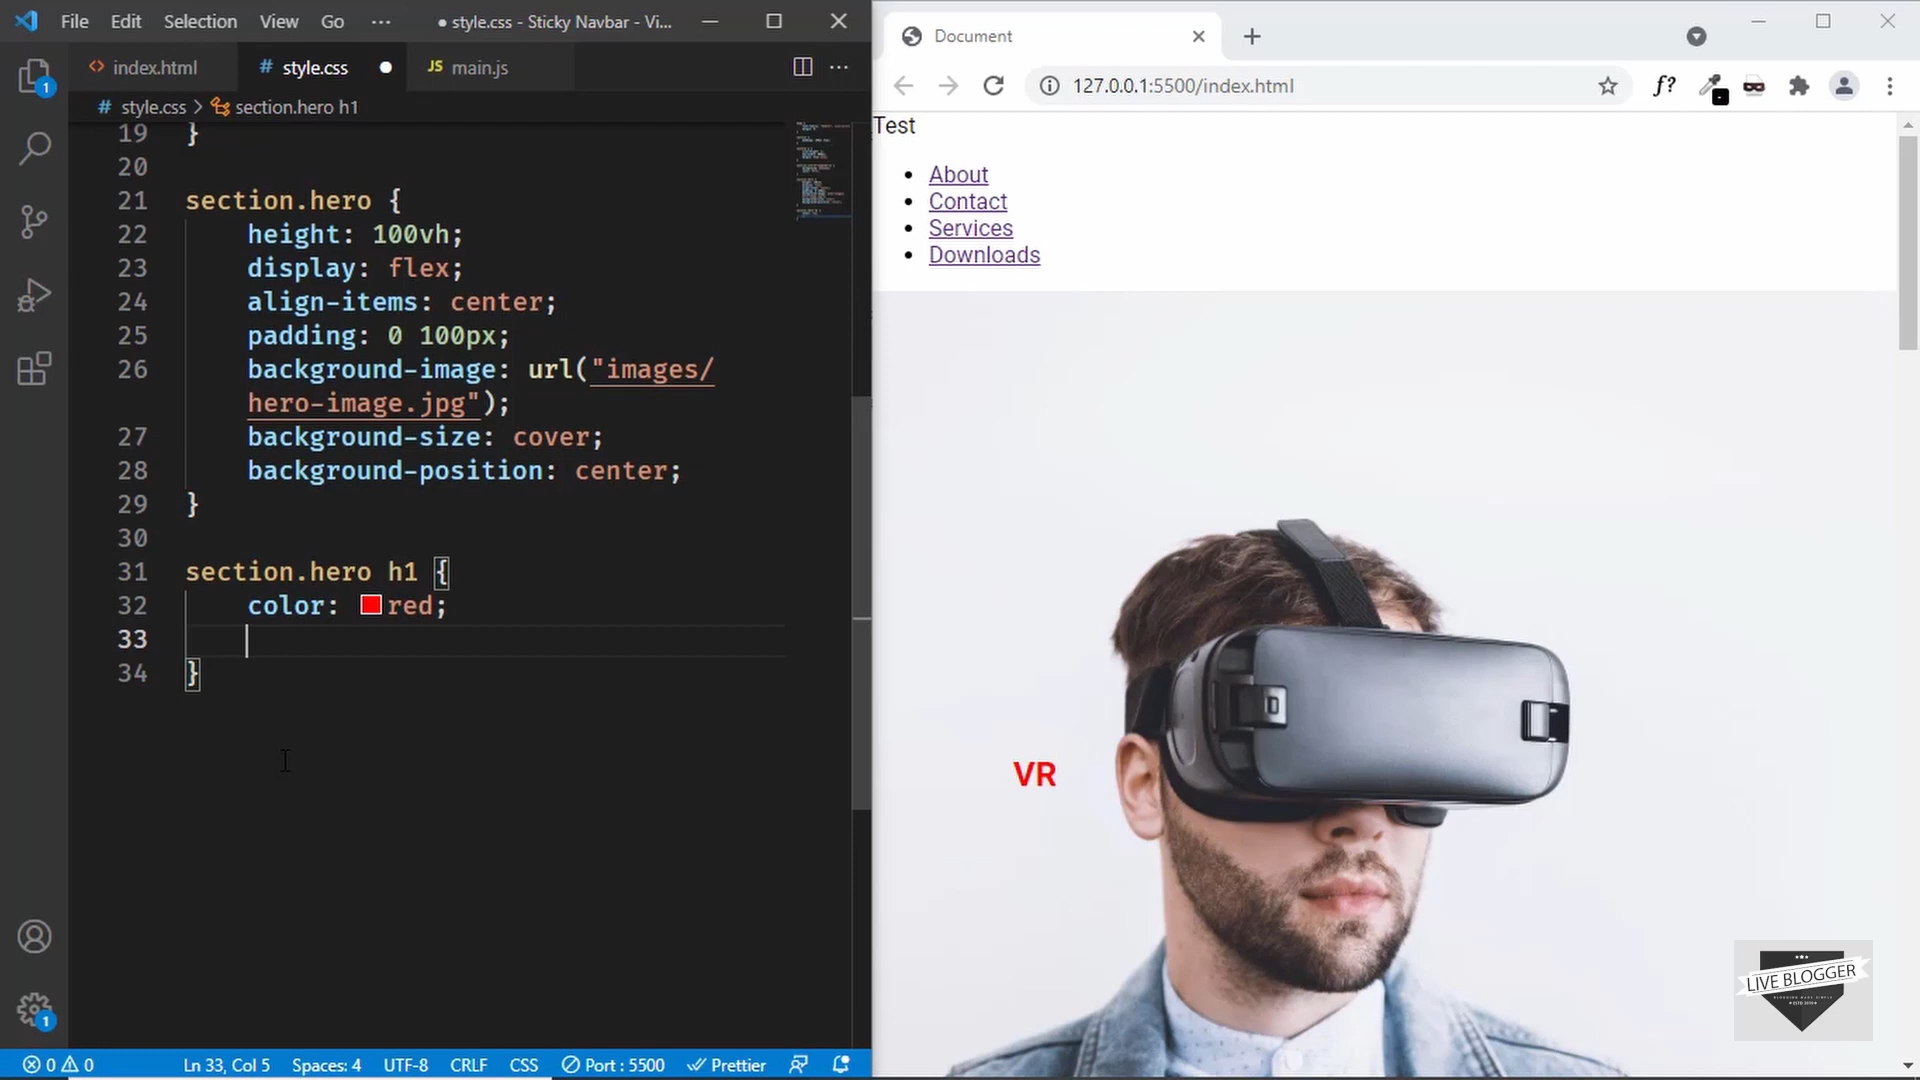 File Edit Selection View Go ··· ● style.css - Sticky Navbar - Vi...
index.html # style.css ● JS main.js ···
# style.css > section.hero h1
19 }
20
21 section.hero {
22 height: 100vh;
23 display: flex;
24 align-items: center;
25 padding: 0 100px;
26 background-image: url("images/
hero-image.jpg");
27 background-size: cover;
28 background-position: center;
29 }
30
31 section.hero h1 {
32 color: red;
33
34 }
1
1
0 0 Ln 33, Col 5 Spaces: 4 UTF-8 CRLF CSS Port : 5500 Prettier
Document
127.0.0.1:5500/index.html f?
Test
• About
• Contact
• Services
• Downloads
VR
LIVE BLOGGER